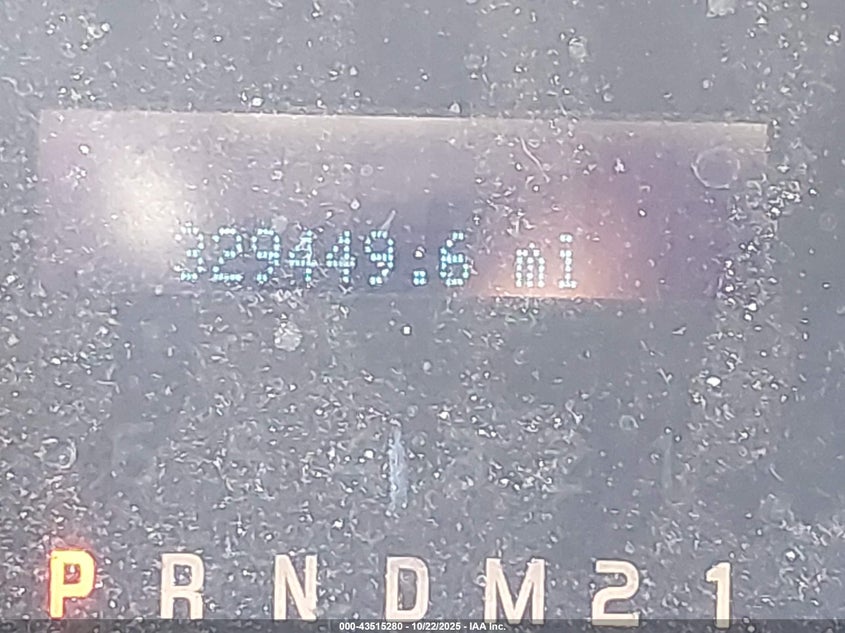 329449.6 mi
P R N D M 2 1
000-43515280 - 10/22/2025 - IAA Inc.